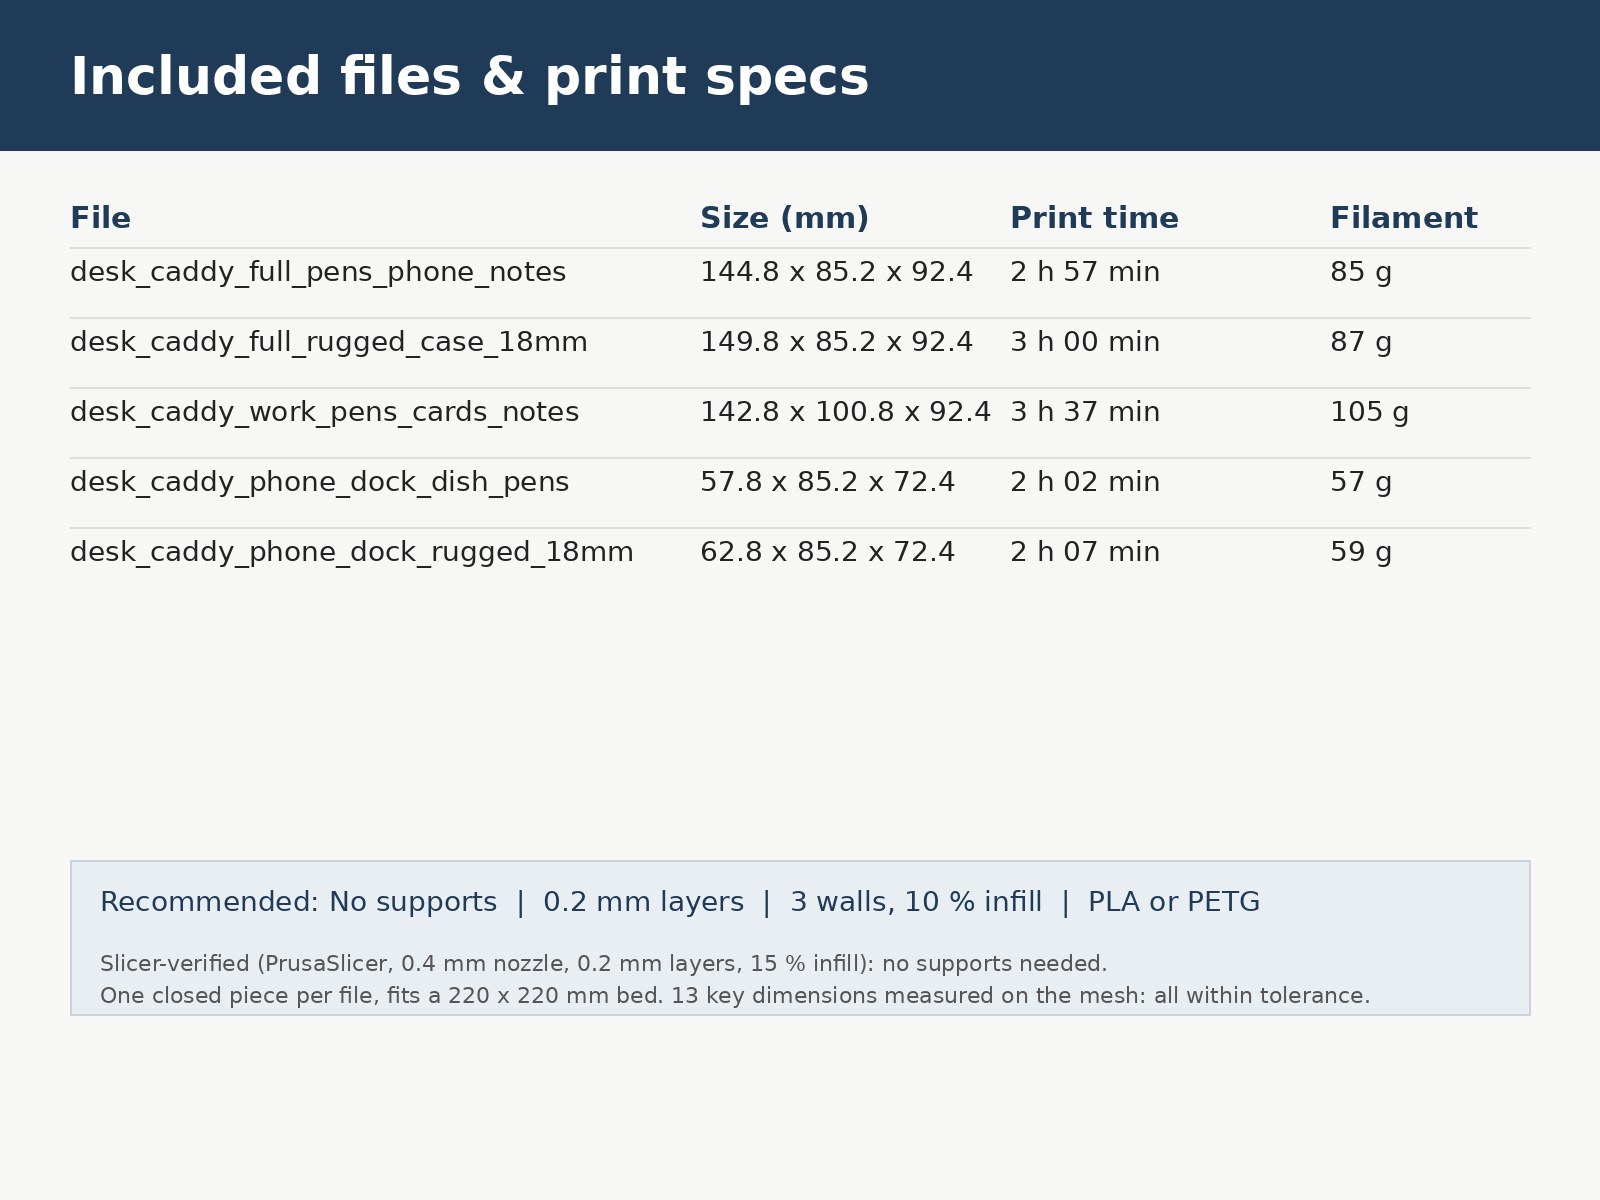 Included files & print specs
File Size (mm) Print time Filament
desk_caddy_full_pens_phone_notes 144.8 x 85.2 x 92.4 2 h 57 min 85 g
desk_caddy_full_rugged_case_18mm 149.8 x 85.2 x 92.4 3 h 00 min 87 g
desk_caddy_work_pens_cards_notes 142.8 x 100.8 x 92.4 3 h 37 min 105 g
desk_caddy_phone_dock_dish_pens 57.8 x 85.2 x 72.4 2 h 02 min 57 g
desk_caddy_phone_dock_rugged_18mm 62.8 x 85.2 x 72.4 2 h 07 min 59 g
Recommended: No supports | 0.2 mm layers | 3 walls, 10 % infill | PLA or PETG
Slicer-verified (PrusaSlicer, 0.4 mm nozzle, 0.2 mm layers, 15 % infill): no supports needed.
One closed piece per file, fits a 220 x 220 mm bed. 13 key dimensions measured on the mesh: all within tolerance.